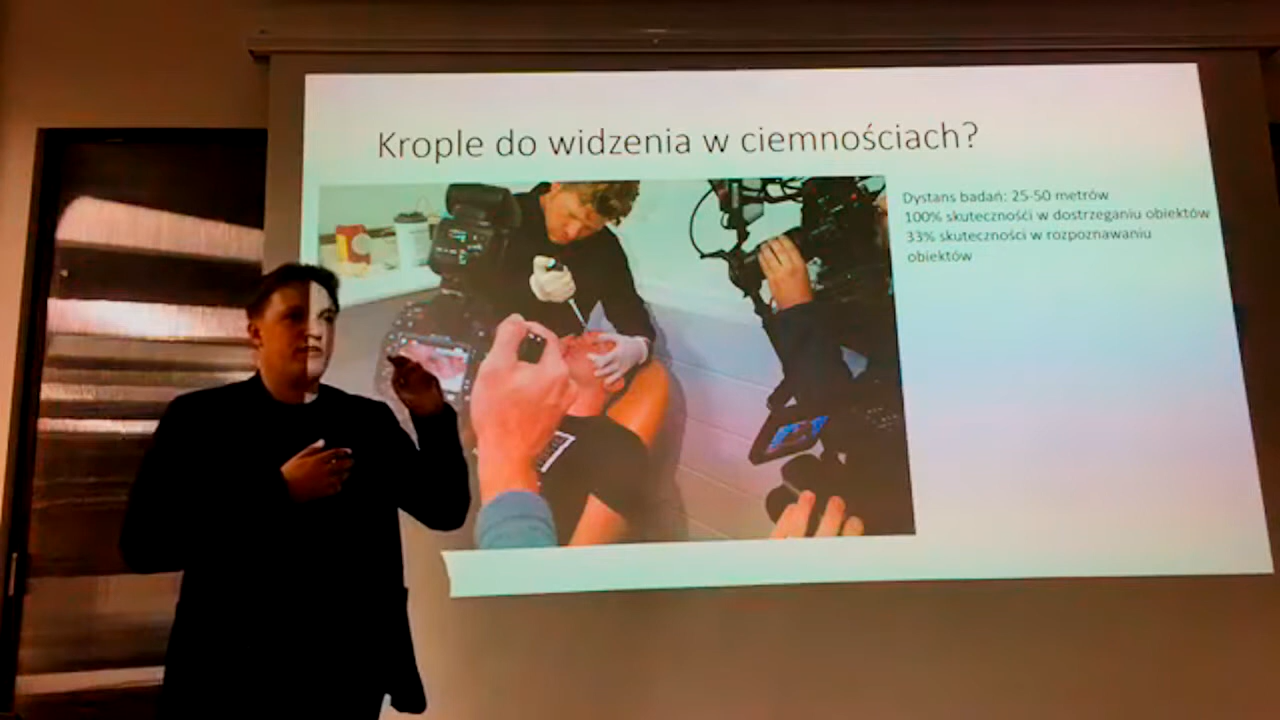 Krople do widzenia w ciemnościach?
Dystans badań: 25-50 metrów
100% skuteczności w dostrzeganiu obiektów
33% skuteczności w rozpoznawaniu
obiektów